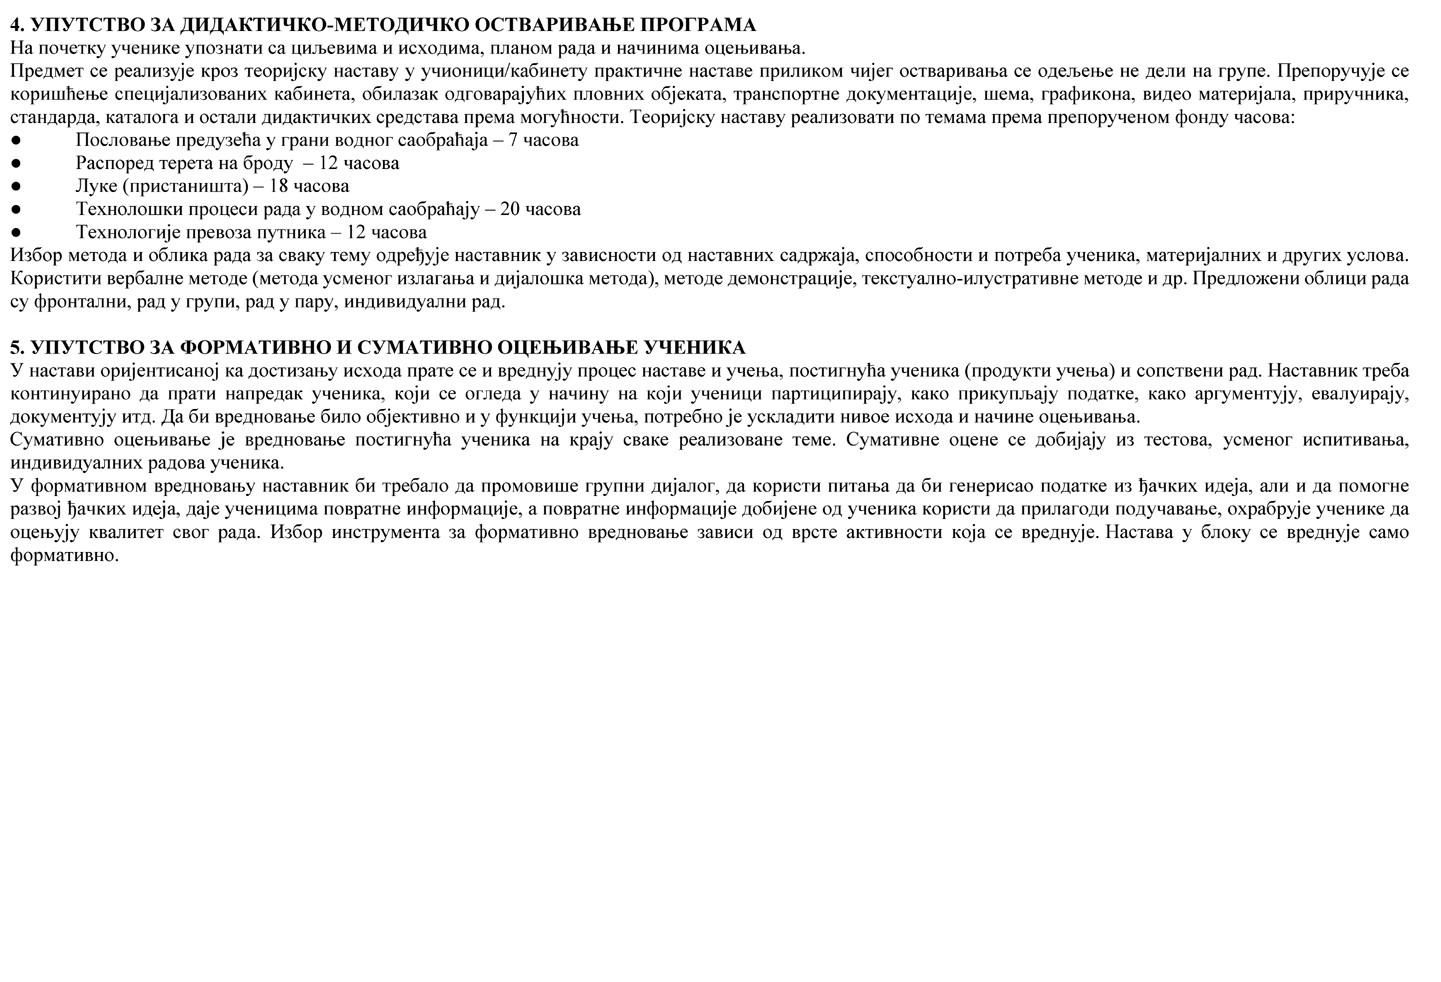 4. УПУТСТВО ЗА ДИДАКТИЧКО-МЕТОДИЧКО ОСТВАРИВАЊЕ ПРОГРАМА
На почетку ученике упознати са циљевима и исходима, планом рада и начинима оцењивања.
Предмет се реализује кроз теоријску наставу у учионици/кабинету практичне наставе приликом чијег остваривања се одељење не дели на групе. Препоручује се
коришћење специјализованих кабинета, обилазак одговарајућих пловних објеката, транспортне документације, шема, графикона, видео материјала, приручника,
стандарда, каталога и остали дидактичких средстава према могућности. Теоријску наставу реализовати по темама према препорученом фонду часова:
● Пословање предузећа у грани водног саобраћаја – 7 часова
● Распоред терета на броду – 12 часова
● Луке (пристаништа) – 18 часова
● Технолошки процеси рада у водном саобраћају – 20 часова
● Технологије превоза путника – 12 часова
Избор метода и облика рада за сваку тему одређује наставник у зависности од наставних садржаја, способности и потреба ученика, материјалних и других услова.
Користити вербалне методе (метода усменог излагања и дијалошка метода), методе демонстрације, текстуално-илустративне методе и др. Предложени облици рада
су фронтални, рад у групи, рад у пару, индивидуални рад.
5. УПУТСТВО ЗА ФОРМАТИВНО И СУМАТИВНО ОЦЕЊИВАЊЕ УЧЕНИКА
У настави оријентисаној ка достизању исхода прате се и вреднују процес наставе и учења, постигнућа ученика (продукти учења) и сопствени рад. Наставник треба
континуирано да прати напредак ученика, који се огледа у начину на који ученици партиципирају, како прикупљају податке, како аргументују, евалуирају,
документују итд. Да би вредновање било објективно и у функцији учења, потребно је ускладити нивое исхода и начине оцењивања.
Сумативно оцењивање је вредновање постигнућа ученика на крају сваке реализоване теме. Сумативне оцене се добијају из тестова, усменог испитивања,
индивидуалних радова ученика.
У формативном вредновању наставник би требало да промовише групни дијалог, да користи питања да би генерисао податке из ђачких идеја, али и да помогне
развој ђачких идеја, даје ученицима повратне информације, а повратне информације добијене од ученика користи да прилагоди подучавање, охрабрује ученике да
оцењују квалитет свог рада. Избор инструмента за формативно вредновање зависи од врсте активности која се вреднује. Настава у блоку се вреднује само
формативно.